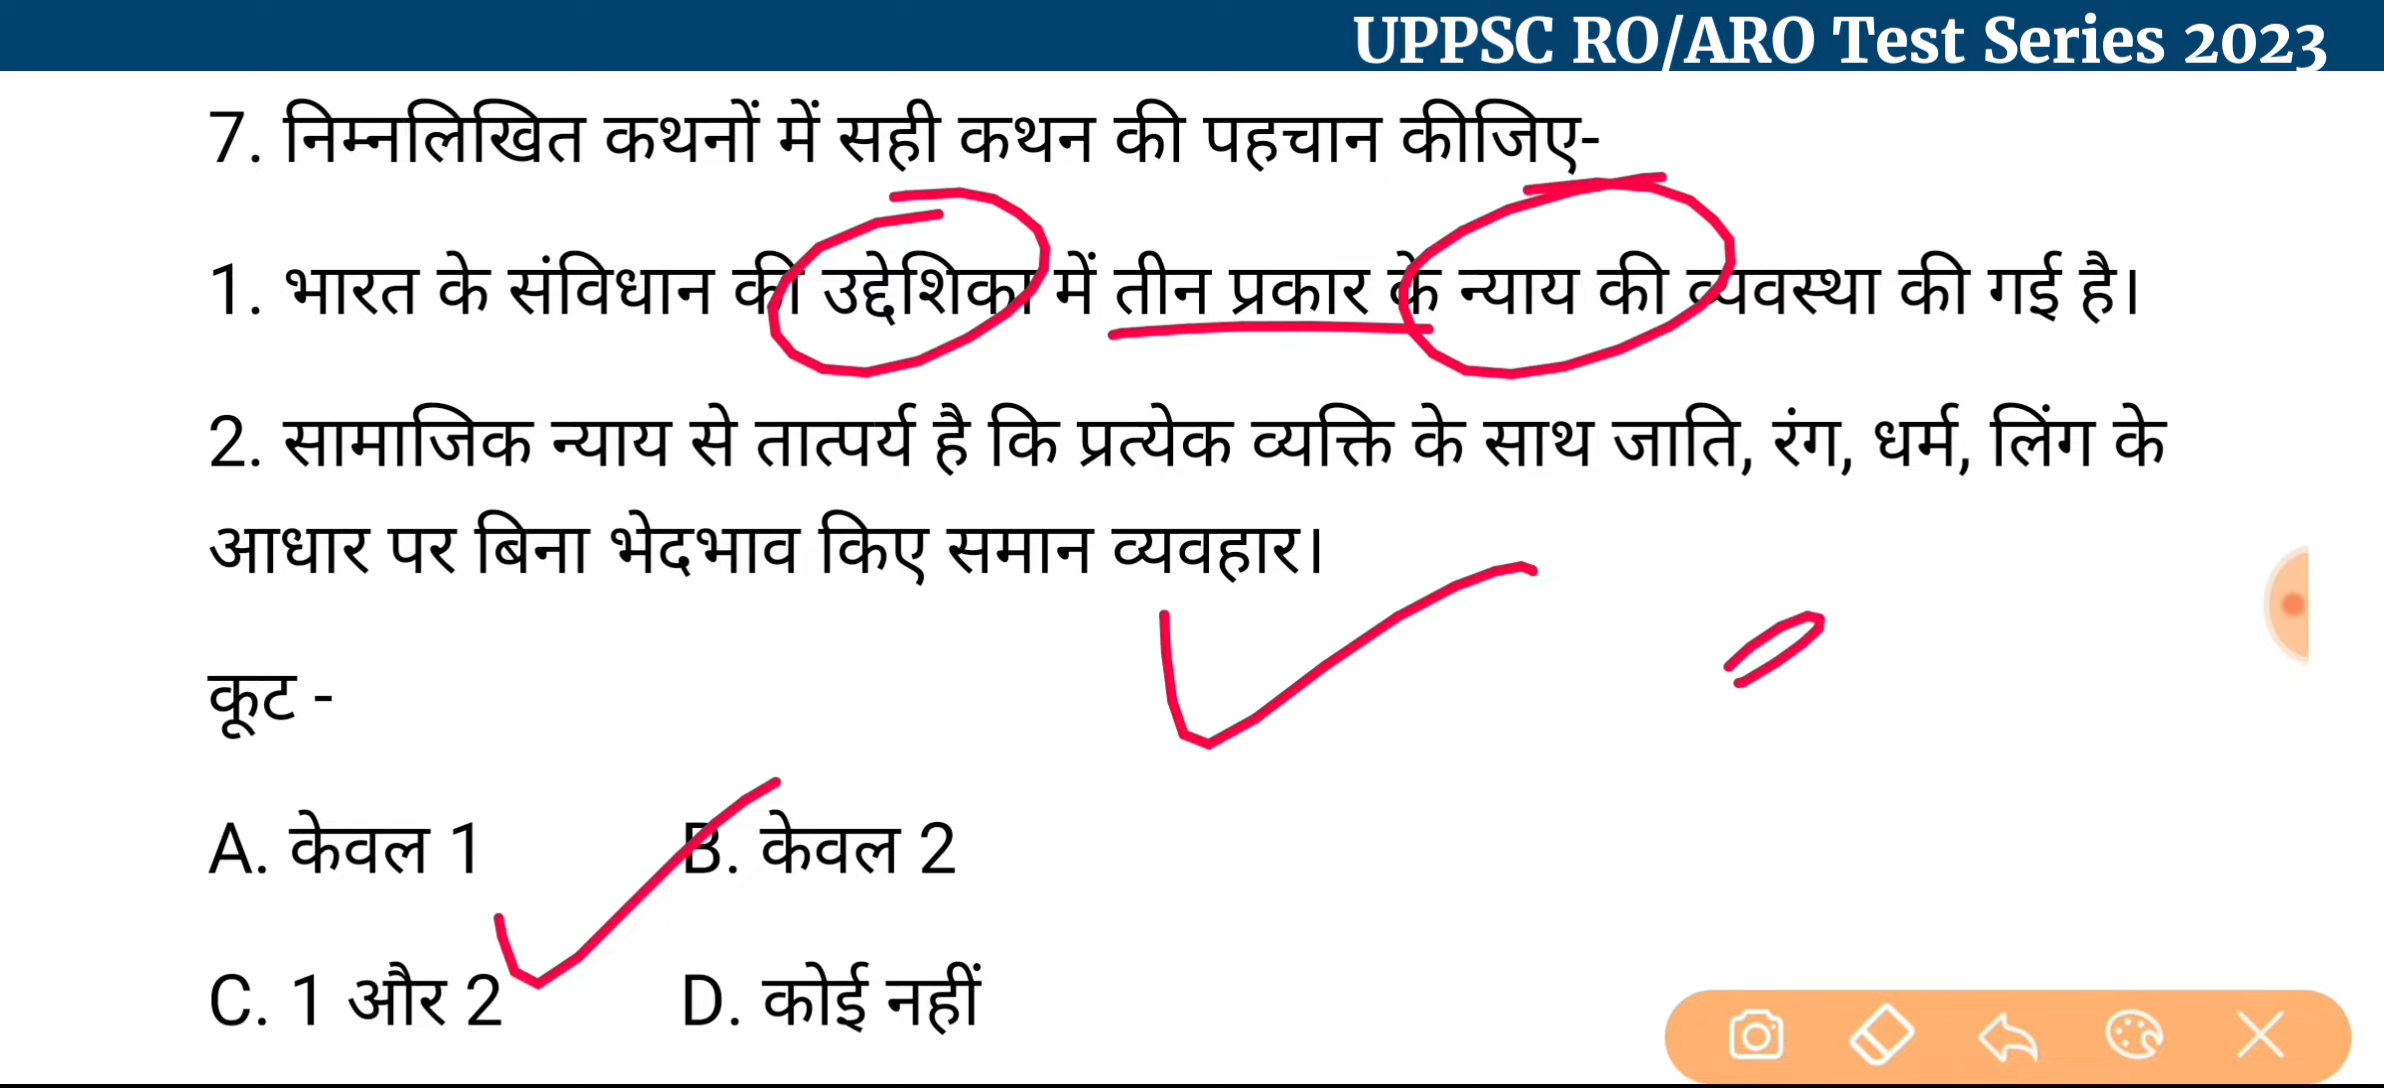 UPPSC RO/ARO Test Series 2023
7. निम्नलिखित कथनों में सही कथन की पहचान कीजिए-
1. भारत के संविधान की उद्देशिका में तीन प्रकार के न्याय की व्यवस्था की गई है।
2. सामाजिक न्याय से तात्पर्य है कि प्रत्येक व्यक्ति के साथ जाति, रंग, धर्म, लिंग के
आधार पर बिना भेदभाव किए समान व्यवहार।
कूट -
A. केवल 1 B. केवल 2
C. 1 और 2 D. कोई नहीं